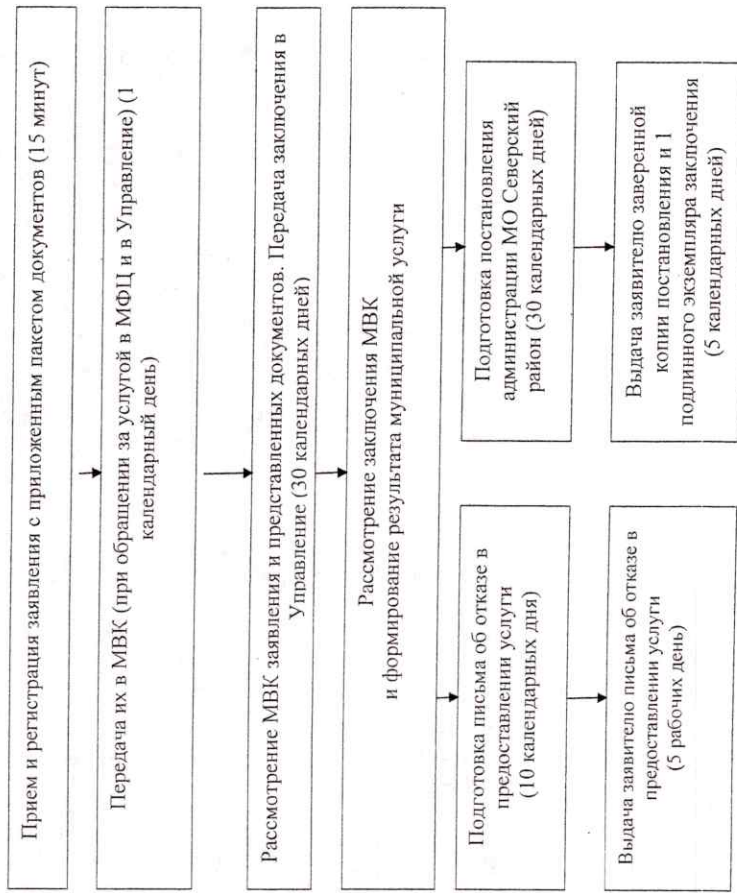 Прием и регистрация заявления с приложенным пакетом документов (15 минут)
Передача их в МВК (при обращении за услугой в МФЦ и в Управление) (1
календарный день)
Рассмотрение МВК заявления и представленных документов. Передача заключения в
Управление (30 календарных дней)
Рассмотрение заключения МВК
и формирование результата муниципальной услуги
Подготовка письма об отказе в
предоставлении услуги
(10 календарных дня)
Подготовка постановления
администрации МО Северский
район (30 календарных дней)
Выдача заявителю письма об отказе в
предоставлении услуги
(5 рабочих день)
Выдача заявителю заверенной
копии постановления и 1
подлинного экземпляра заключения
(5 календарных дней)